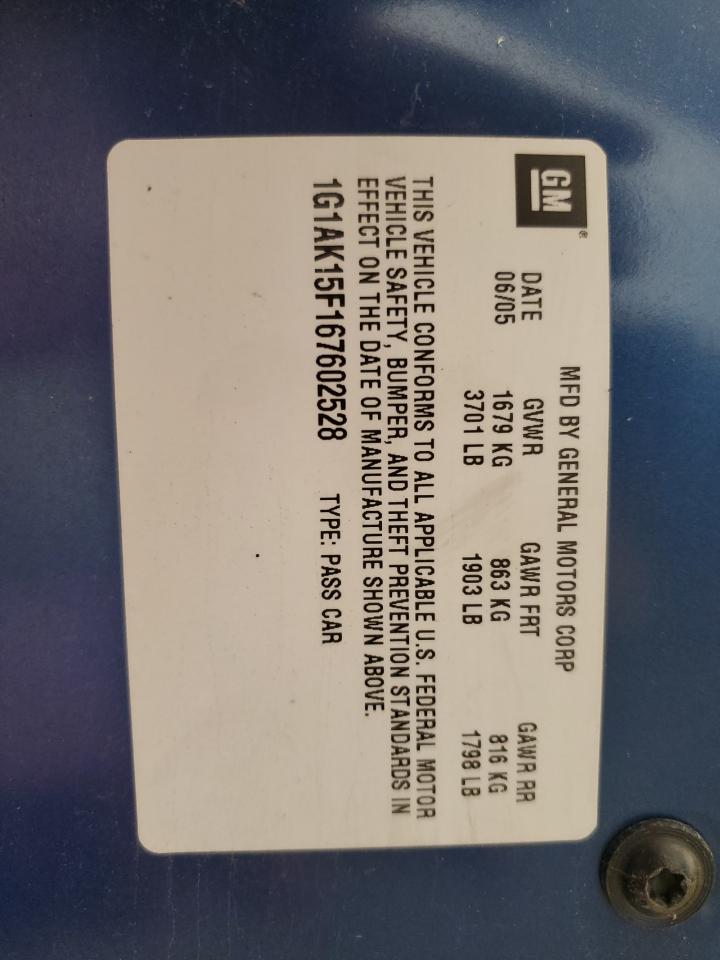 GM®
MFD BY GENERAL MOTORS CORP
DATE GVWR GAWR FRT GAWR RR
06/05 1679 KG 863 KG 816 KG
3701 LB 1903 LB 1798 LB
THIS VEHICLE CONFORMS TO ALL APPLICABLE U.S. FEDERAL MOTOR
VEHICLE SAFETY, BUMPER, AND THEFT PREVENTION STANDARDS IN
EFFECT ON THE DATE OF MANUFACTURE SHOWN ABOVE.
1G1AK15F167602528 TYPE: PASS CAR